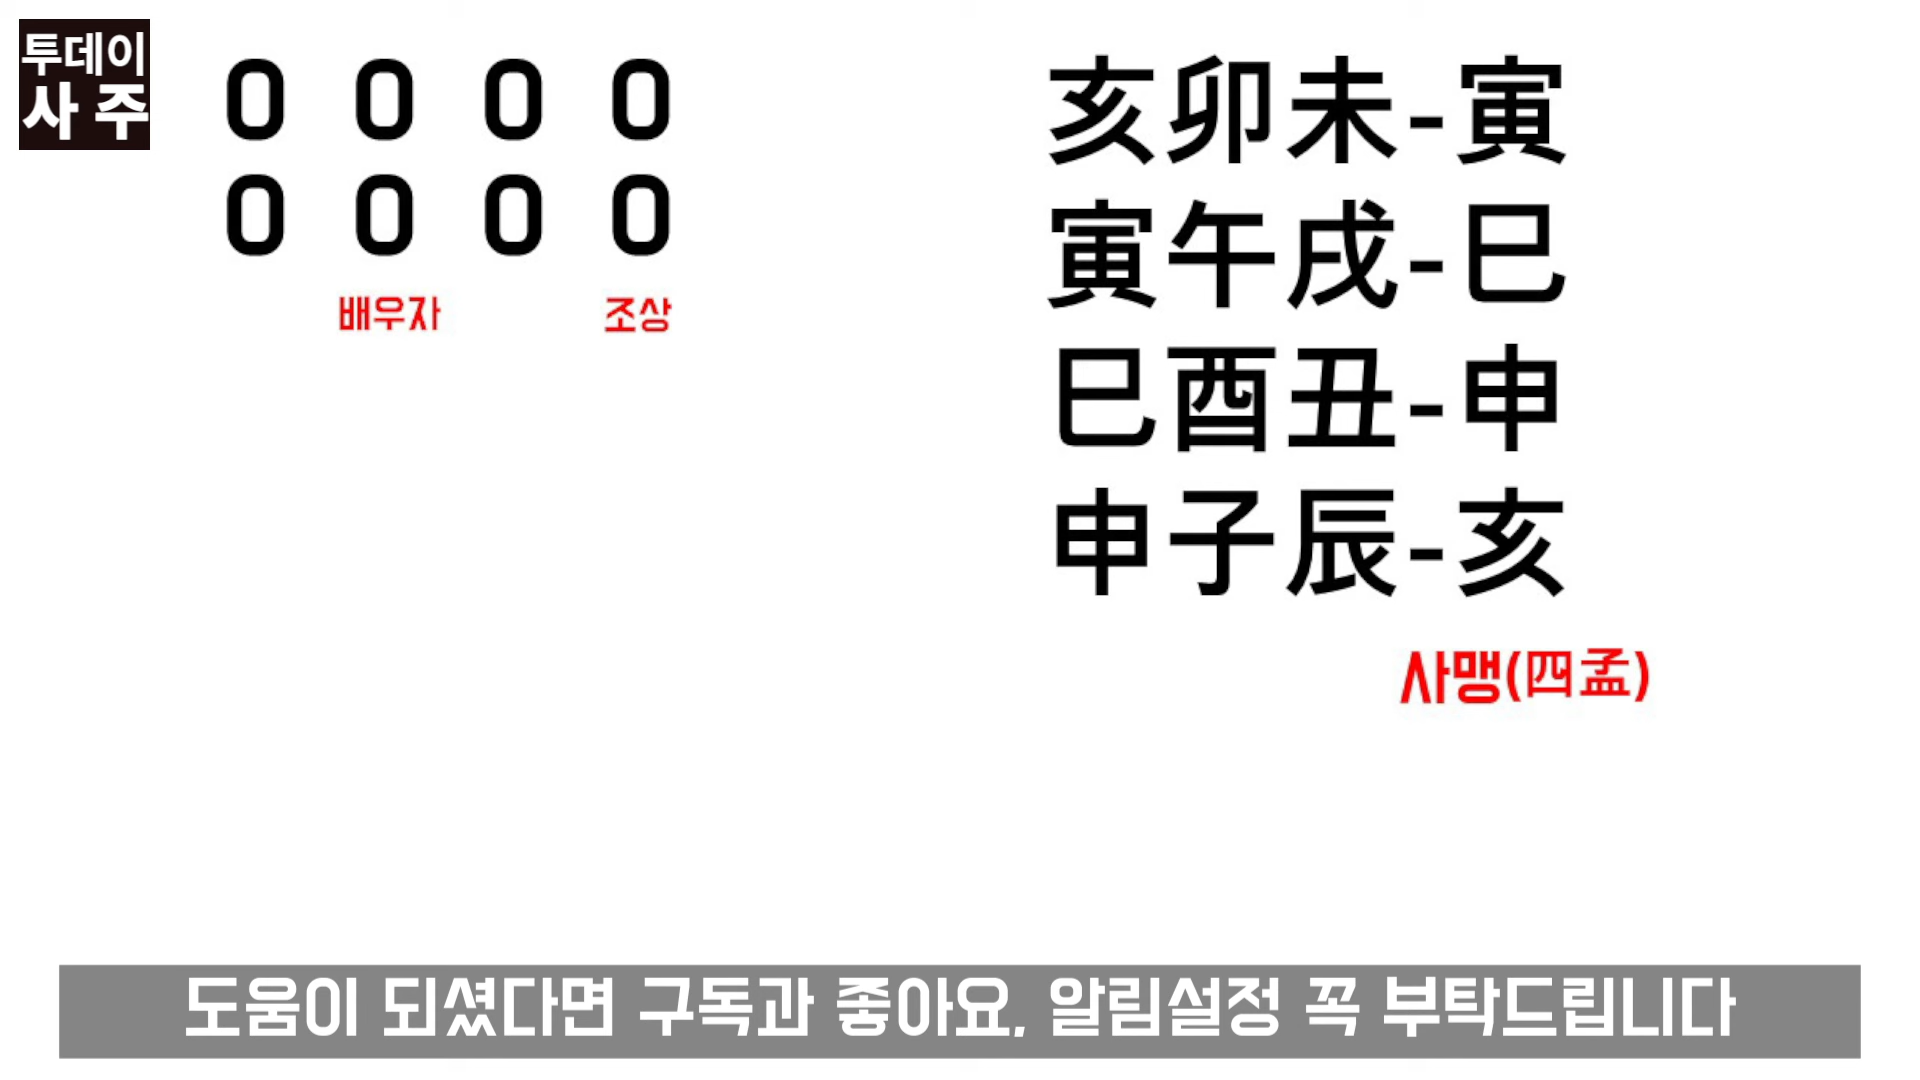 투데이
사 주
0 0 0 0
0 0 0 0
배우자 조상
亥卯未-寅
寅午戌-巳
巳酉丑-申
申子辰-亥
사맹(四孟)
도움이 되셨다면 구독과 좋아요, 알림설정 꼭 부탁드립니다